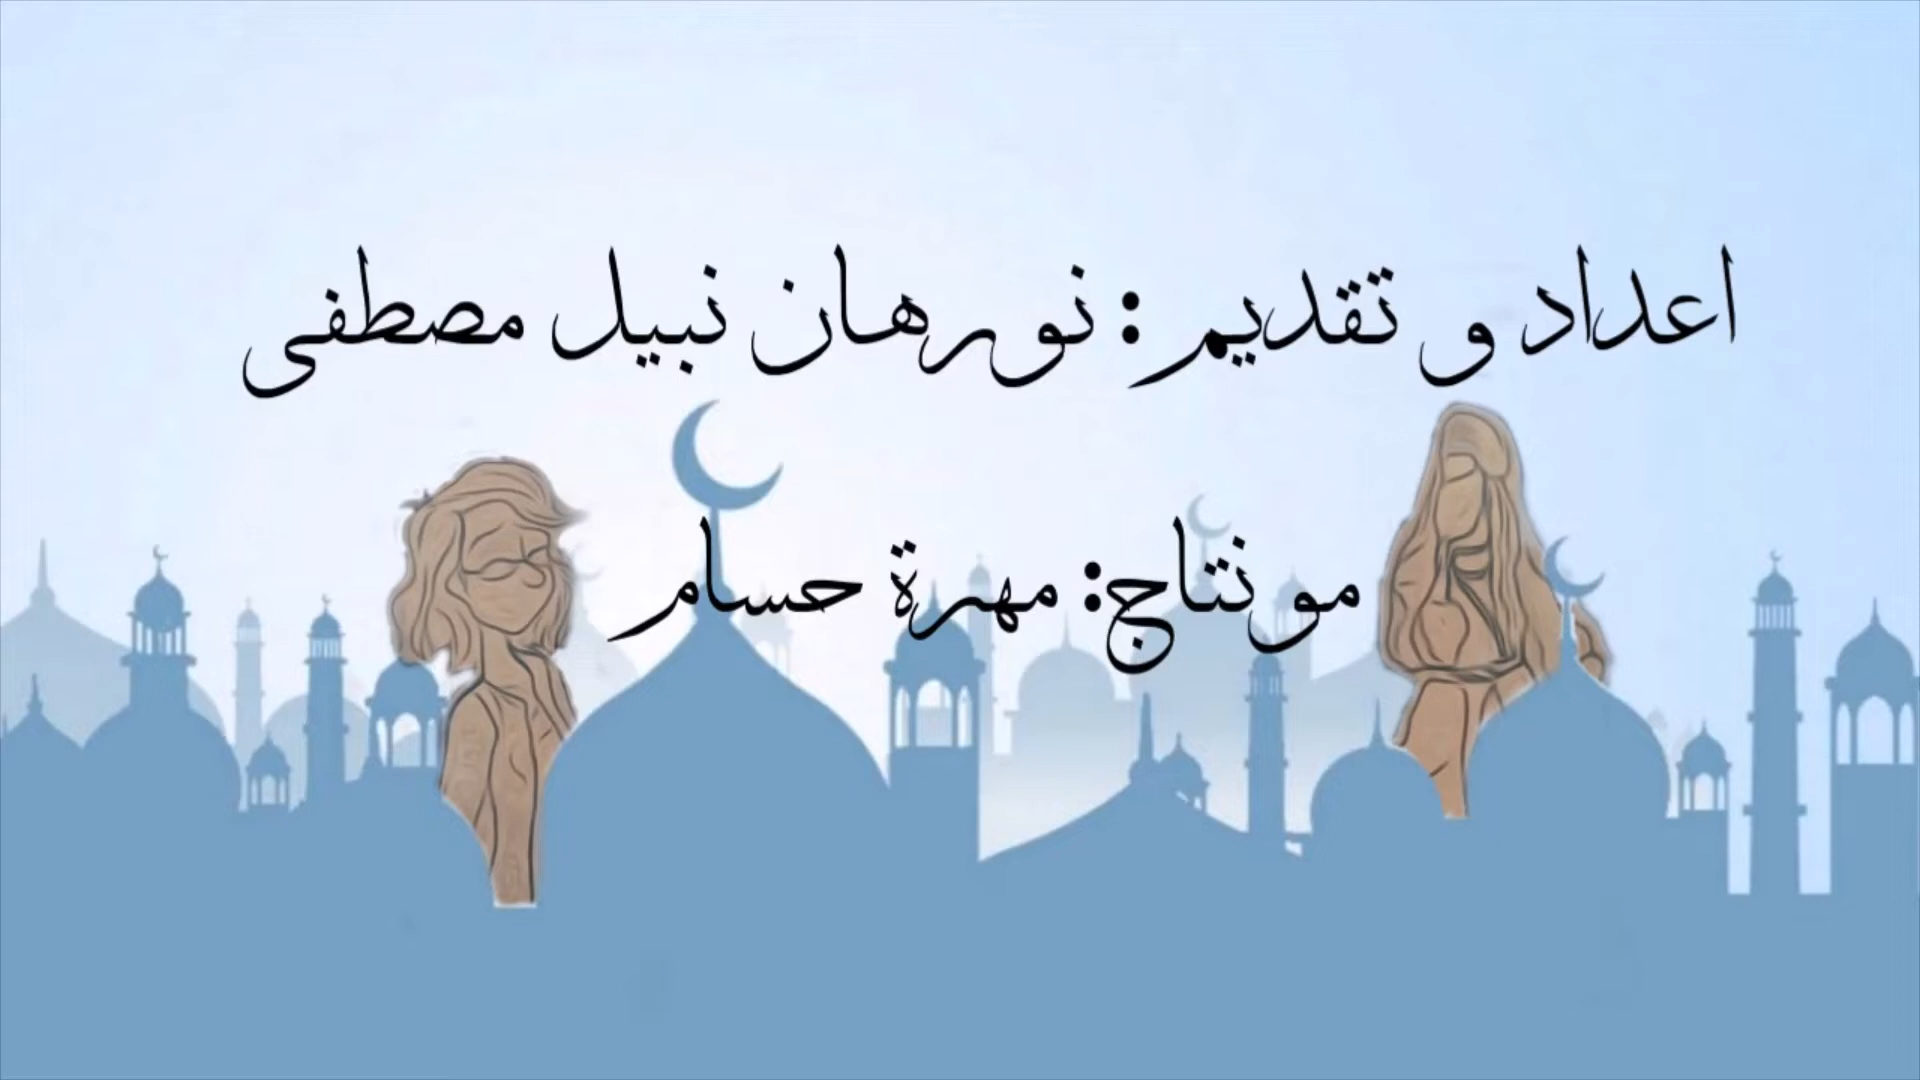 اعداد و تقديم : نورهان نبيل مصطفى
مونتاج: مهرة حسام